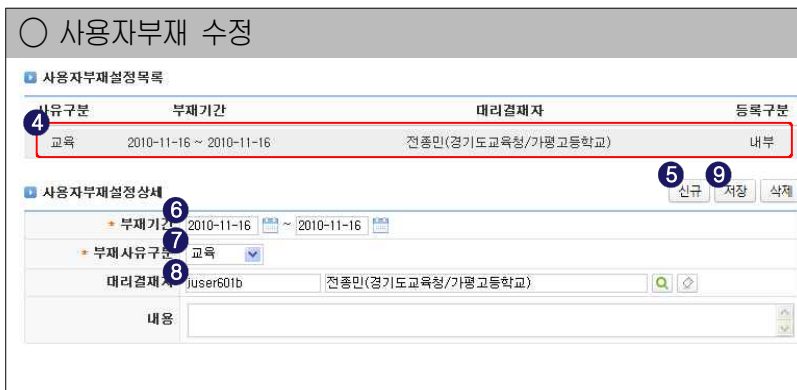 ○ 사용자부재 수정
사용자부재설정목록
사유구분 부재기간 대리결재자 등록구분
4
교육 2010-11-16 ~ 2010-11-16 전종민(경기도교육청/가평고등학교) 내부
5 9
사용자부재설정상세 신규 저장 삭제
6
* 부재기간 2010-11-16 ~ 2010-11-16
7
* 부재사유구분 교육
8
대리결재자 juser601b 전종민(경기도교육청/가평고등학교)
내용